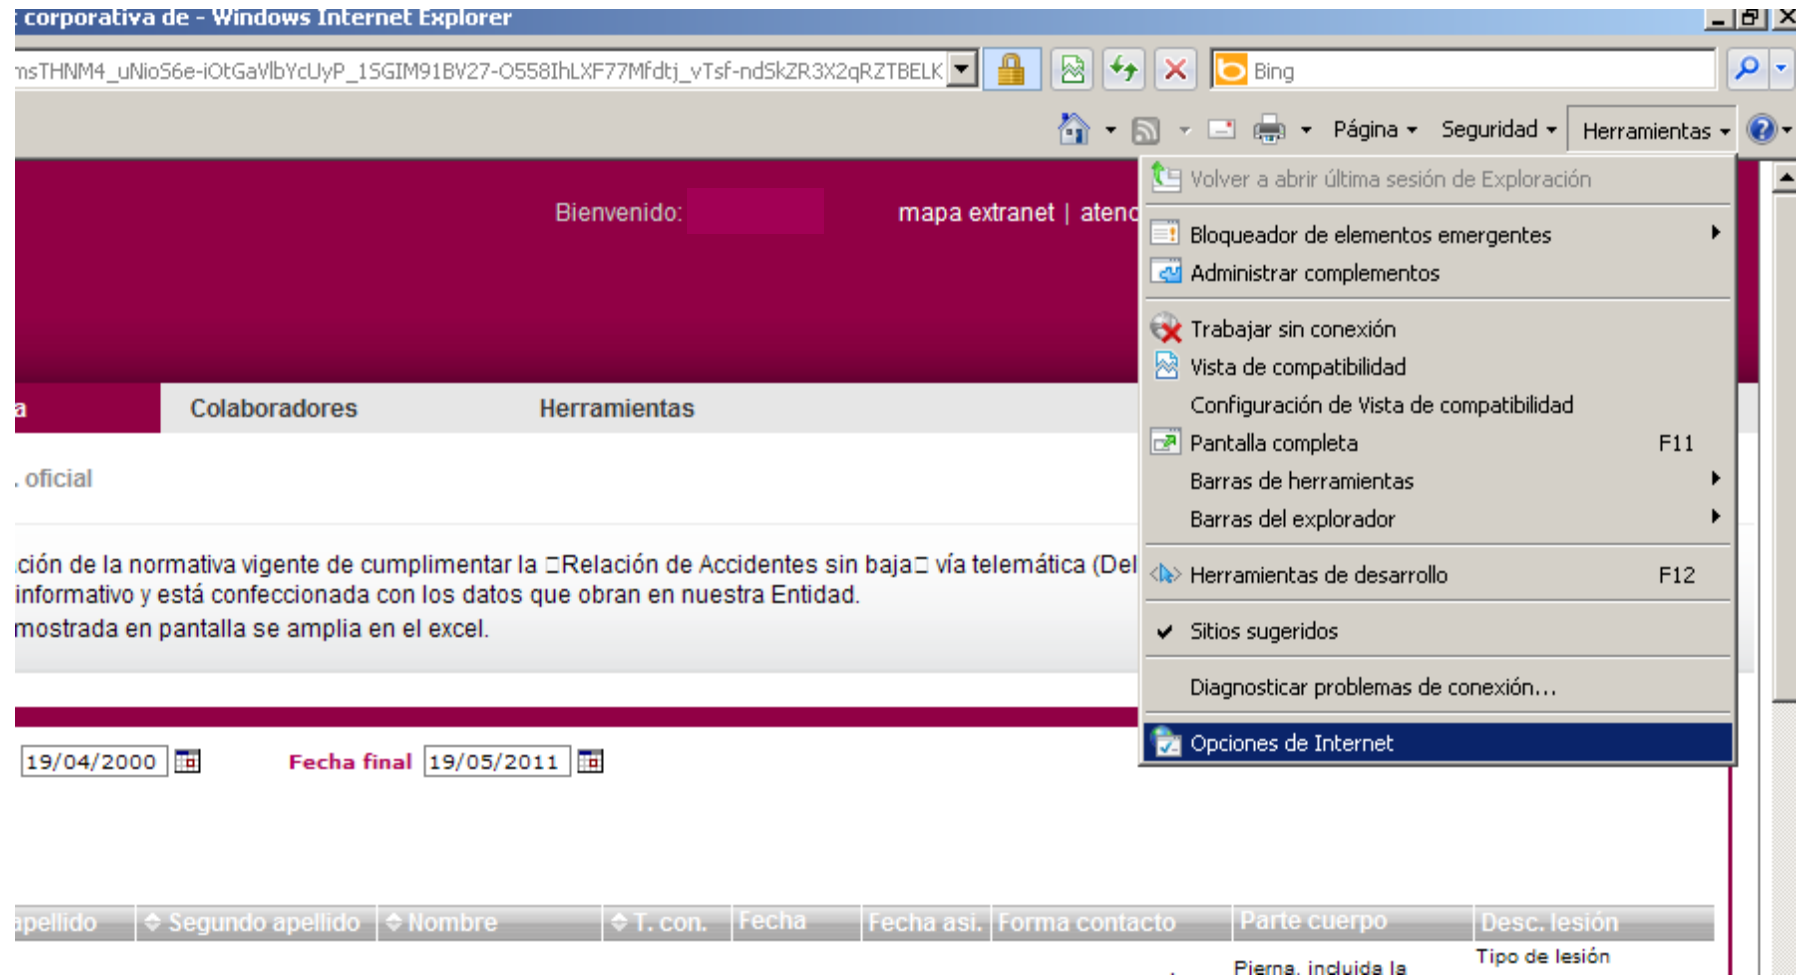 corporativa de - Windows Internet Explorer
Bing
Página Seguridad Herramientas
Volver a abrir última sesión de Exploración
Bloqueador de elementos emergentes
Administrar complementos
Trabajar sin conexión
Vista de compatibilidad
Configuración de Vista de compatibilidad
Pantalla completa F11
Barras de herramientas
Barras del explorador
Herramientas de desarrollo F12
Sitios sugeridos
Diagnosticar problemas de conexión...
Opciones de Internet
Bienvenido: mapa extranet | atenc
a Colaboradores Herramientas
. oficial
ción de la normativa vigente de cumplimentar la □Relación de Accidentes sin baja□ vía telemática (Del
informativo y está confeccionada con los datos que obran en nuestra Entidad.
mostrada en pantalla se amplia en el excel.
19/04/2000 Fecha final 19/05/2011
apellido Segundo apellido Nombre T. con. Fecha Fecha asi. Forma contacto Parte cuerpo Desc. lesión
Tipo de lesión
Pierna, incluida la